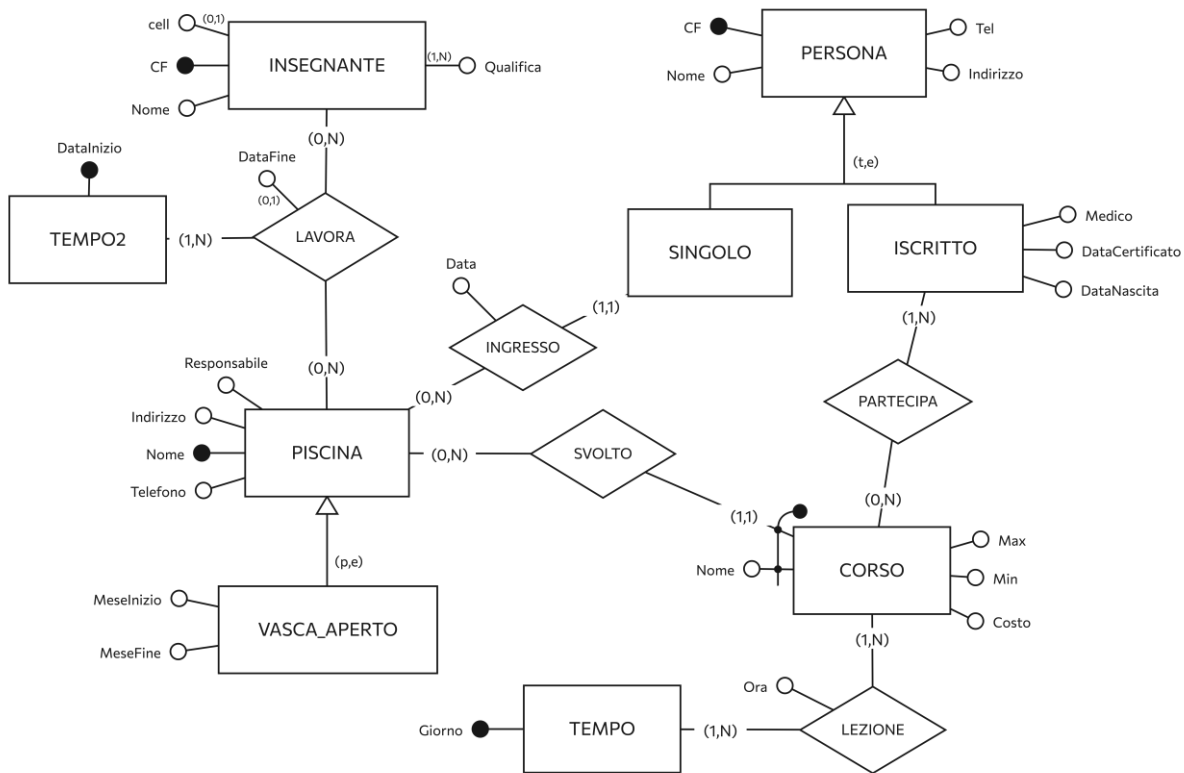 cell
(0,1)
CF
Nome
INSEGNANTE
(1,N)
Qualifica
CF
Nome
PERSONA
Tel
Indirizzo
(0,N)
DataInizio
DataFine
(0,1)
TEMPO2
(1,N)
LAVORA
(t,e)
SINGOLO
ISCRITTO
Medico
DataCertificato
DataNascita
Data
(1,1)
INGRESSO
(1,N)
(0,N)
Responsabile
(0,N)
PARTECIPA
Indirizzo
Nome
Telefono
PISCINA
(0,N)
SVOLTO
(1,1)
(0,N)
Nome
CORSO
Max
Min
Costo
(p,e)
MeseInizio
MeseFine
VASCA_APERTO
(1,N)
Ora
Giorno
TEMPO
(1,N)
LEZIONE